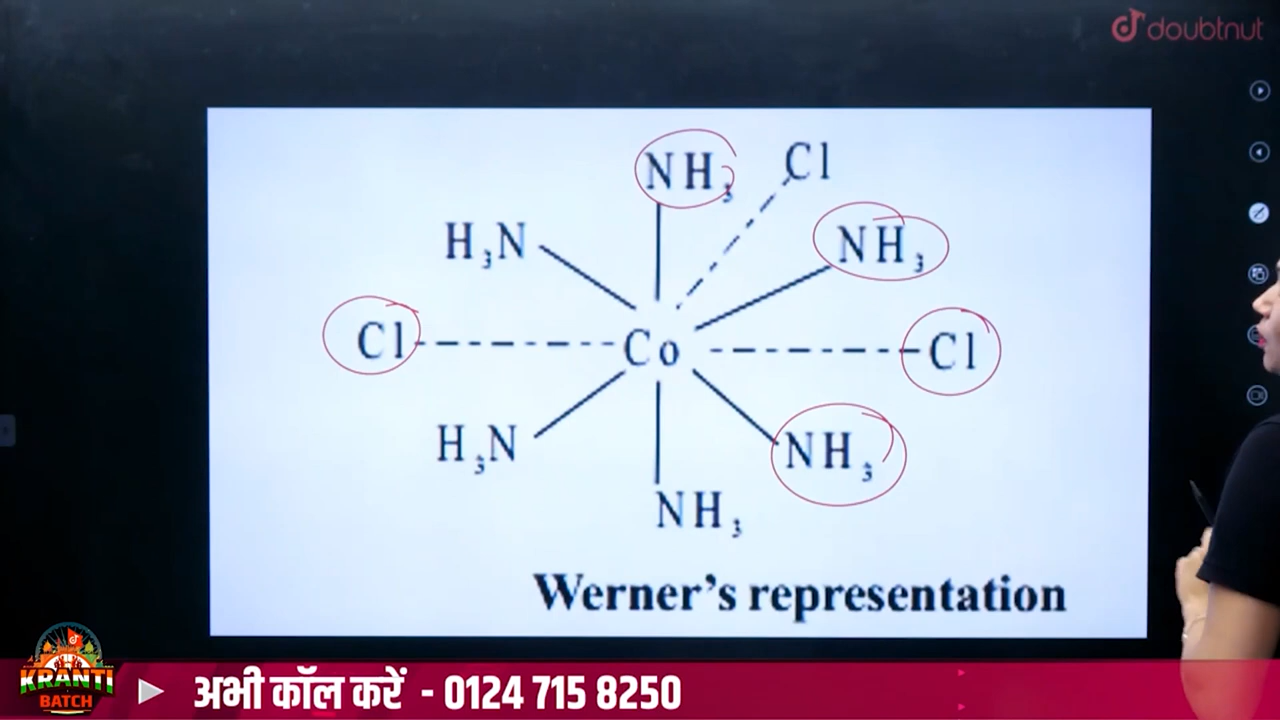 doubtnut
NH₃
Cl
H₃N
NH₃
Cl
Co
Cl
H₃N
NH₃
NH₃
Werner's representation
KRANTI
BATCH
अभी कॉल करें - 0124 715 8250